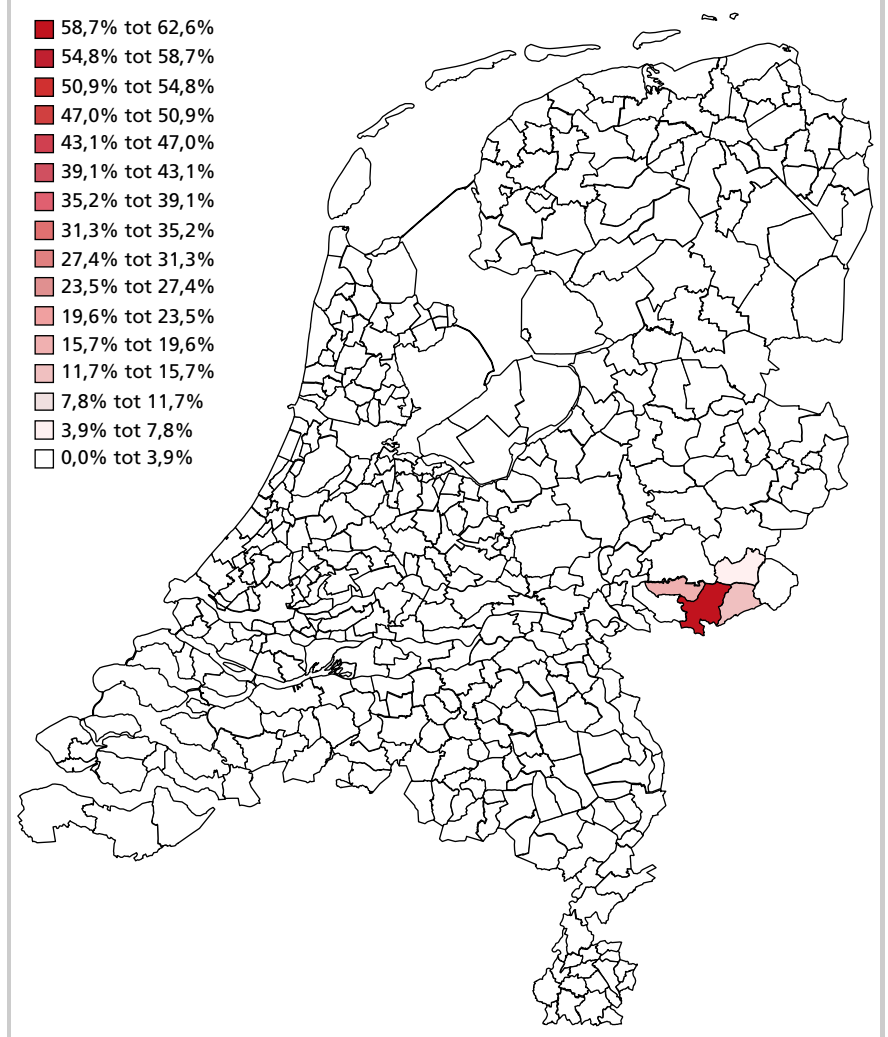 58,7% tot 62,6%
54,8% tot 58,7%
50,9% tot 54,8%
47,0% tot 50,9%
43,1% tot 47,0%
39,1% tot 43,1%
35,2% tot 39,1%
31,3% tot 35,2%
27,4% tot 31,3%
23,5% tot 27,4%
19,6% tot 23,5%
15,7% tot 19,6%
11,7% tot 15,7%
7,8% tot 11,7%
3,9% tot 7,8%
0,0% tot 3,9%